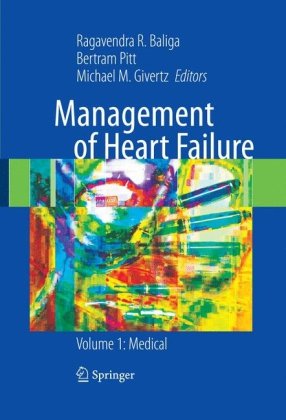 Ragavendra R. Baliga
Bertram Pitt
Michael M. Givertz Editors
Management
of Heart Failure
Volume 1: Medical
Springer